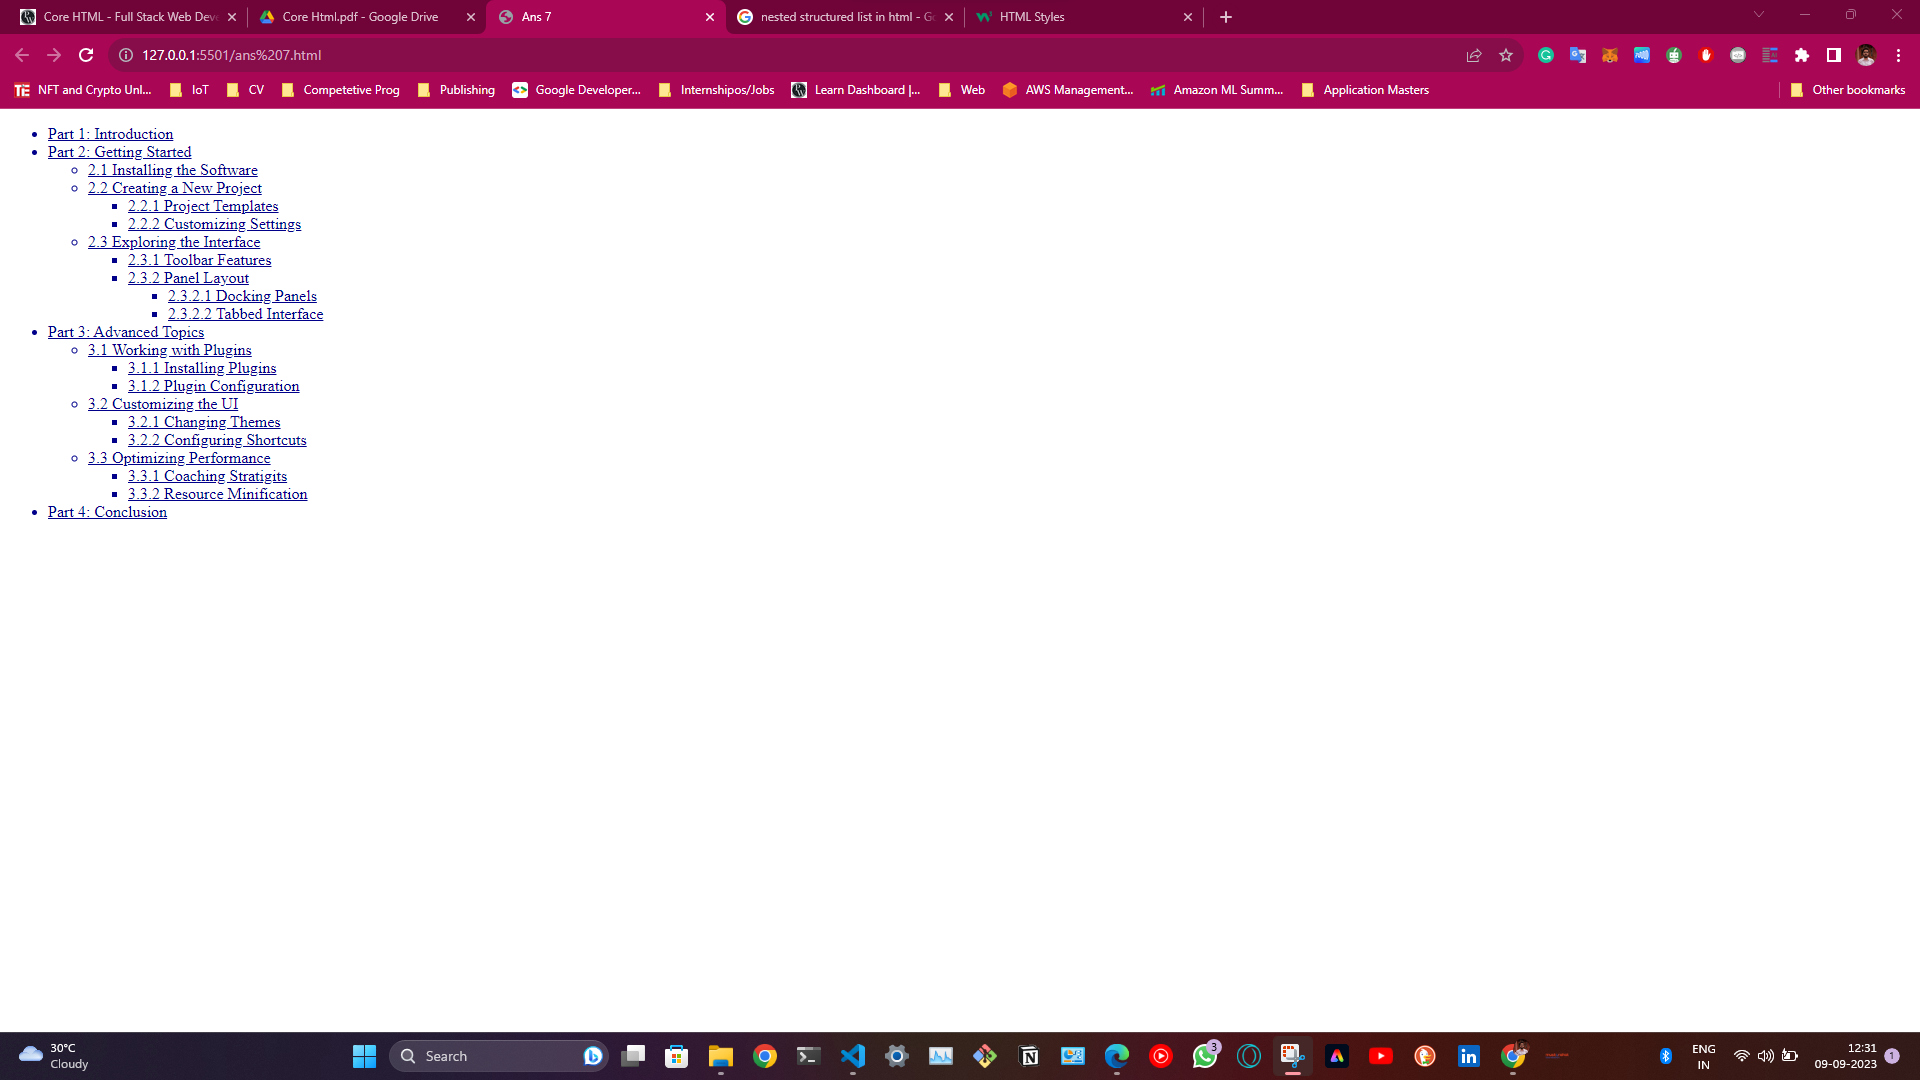 Core HTML - Full Stack Web Deve
Core Html.pdf - Google Drive
Ans 7
nested structured list in html - Go
HTML Styles
127.0.0.1:5501/ans%207.html
NFT and Crypto Unl...
IoT
CV
Competetive Prog
Publishing
Google Developer...
Internshipos/Jobs
Learn Dashboard |...
Web
AWS Management...
Amazon ML Summ...
Application Masters
Other bookmarks
Part 1: Introduction
Part 2: Getting Started
2.1 Installing the Software
2.2 Creating a New Project
2.2.1 Project Templates
2.2.2 Customizing Settings
2.3 Exploring the Interface
2.3.1 Toolbar Features
2.3.2 Panel Layout
2.3.2.1 Docking Panels
2.3.2.2 Tabbed Interface
Part 3: Advanced Topics
3.1 Working with Plugins
3.1.1 Installing Plugins
3.1.2 Plugin Configuration
3.2 Customizing the UI
3.2.1 Changing Themes
3.2.2 Configuring Shortcuts
3.3 Optimizing Performance
3.3.1 Coaching Stratigits
3.3.2 Resource Minification
Part 4: Conclusion
30°C
Cloudy
Search
3
ENG
IN
12:31
09-09-2023
1